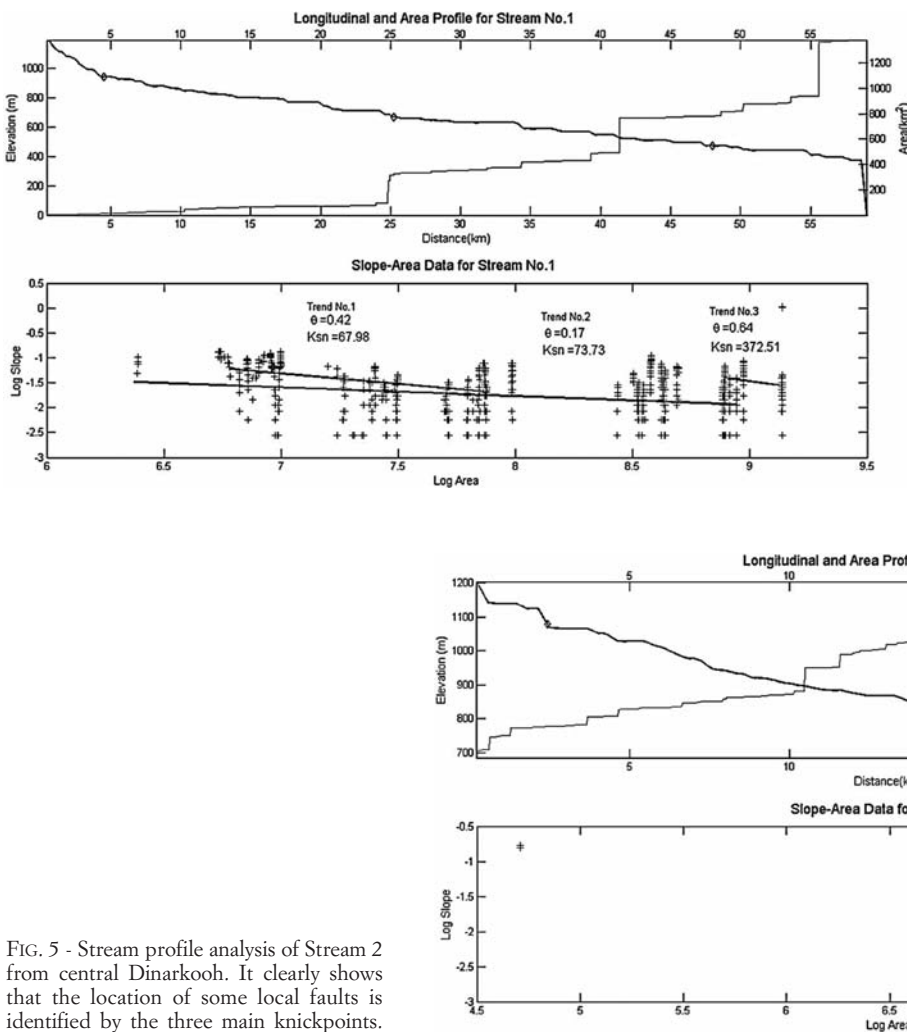 Longitudinal and Area Profile for Stream No.1
5 10 15 20 25 30 35 40 45 50 55
1000
800
600
400
200
0
Elevation (m)
1200
1000
800
600
400
200
Area(km²)
0 5 10 15 20 25 30 35 40 45 50 55
Distance(km)
Slope-Area Data for Stream No.1
0.5
0
-0.5
-1
-1.5
-2
-2.5
-3
Log Slope
Trend No.1
θ =0.42
Ksn =67.98
Trend No.2
θ =0.17
Ksn =73.73
Trend No.3
θ =0.64
Ksn =372.51
6 6.5 7 7.5 8 8.5 9 9.5
Log Area
Longitudinal and Area Prof
5 10
1200
1100
1000
900
800
700
Elevation (m)
5 10
Distance(k
Slope-Area Data fo
-0.5
-1
-1.5
-2
-2.5
-3
Log Slope
4.5 5 5.5 6 6.5
Log Area
FIG. 5 - Stream profile analysis of Stream 2
from central Dinarkooh. It clearly shows
that the location of some local faults is
identified by the three main knickpoints.